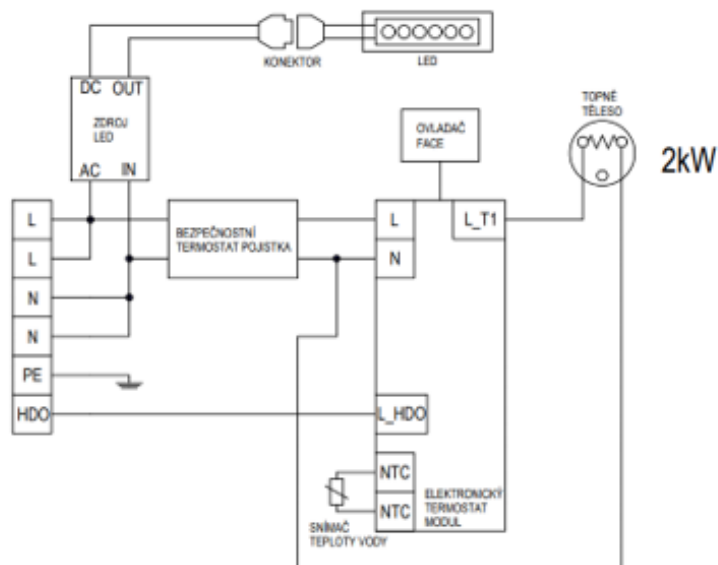 KONEKTOR
LED
DC OUT
ZDROJ
LED
AC IN
TOPNÉ
TĚLESO
2kW
OVLADAČ
FACE
L
L
N
N
PE
HDO
BEZPEČNOSTNÍ
TERMOSTAT POJISTKA
L
N
L_T1
L_HDO
NTC
NTC
SNÍMAČ
TEPLOTY VODY
ELEKTRONICKÝ
TERMOSTAT
MODUL